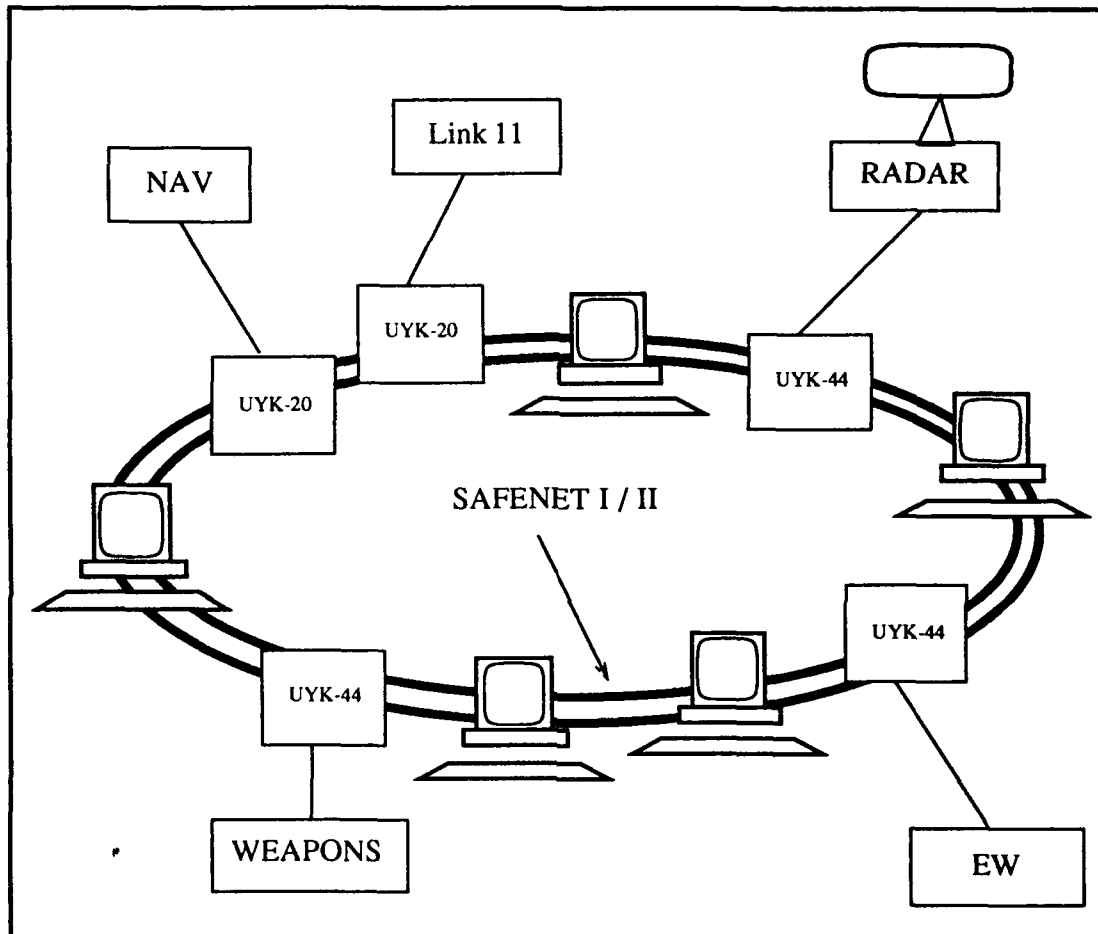 Link 11
NAV
RADAR
UYK-20
UYK-44
UYK-20
SAFENET I / II
UYK-44
UYK-44
WEAPONS
EW